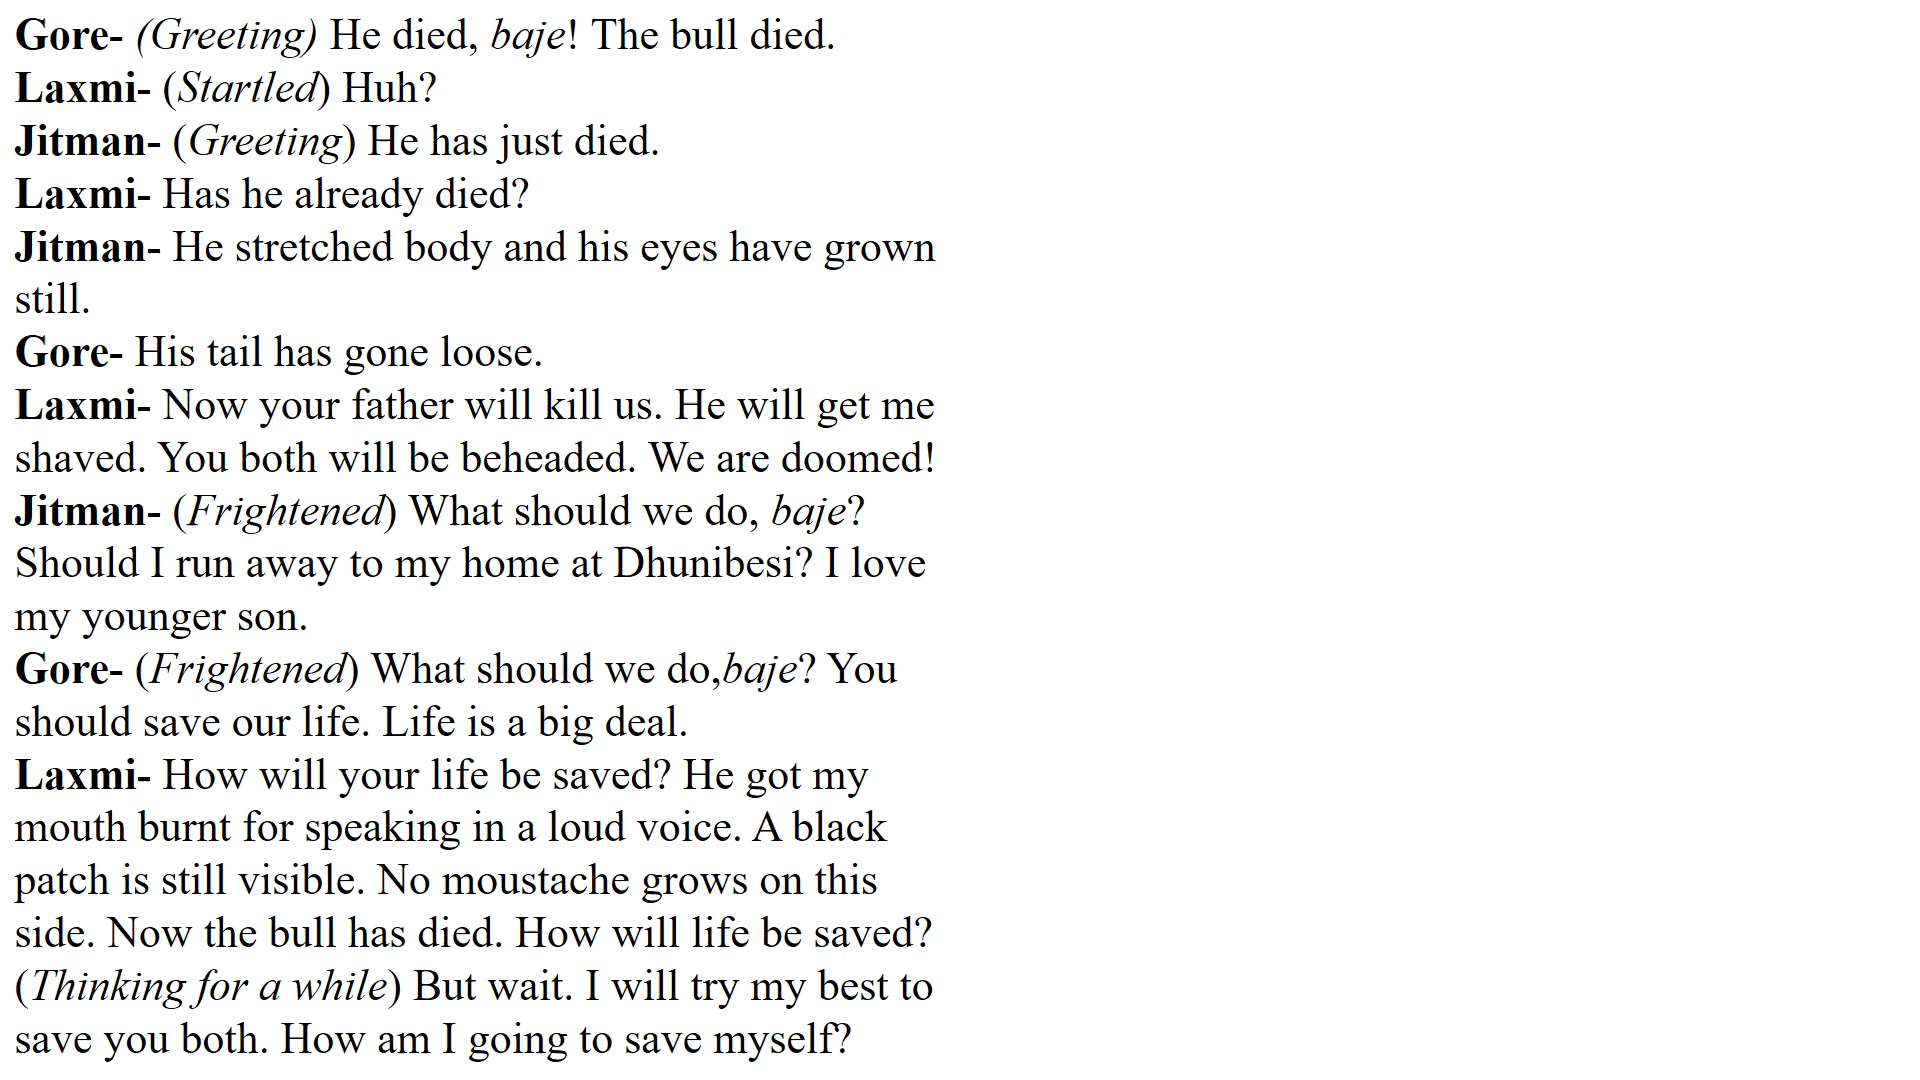 Gore- (Greeting) He died, baje! The bull died.
Laxmi- (Startled) Huh?
Jitman- (Greeting) He has just died.
Laxmi- Has he already died?
Jitman- He stretched body and his eyes have grown
still.
Gore- His tail has gone loose.
Laxmi- Now your father will kill us. He will get me
shaved. You both will be beheaded. We are doomed!
Jitman- (Frightened) What should we do, baje?
Should I run away to my home at Dhunibesi? I love
my younger son.
Gore- (Frightened) What should we do,baje? You
should save our life. Life is a big deal.
Laxmi- How will your life be saved? He got my
mouth burnt for speaking in a loud voice. A black
patch is still visible. No moustache grows on this
side. Now the bull has died. How will life be saved?
(Thinking for a while) But wait. I will try my best to
save you both. How am I going to save myself?